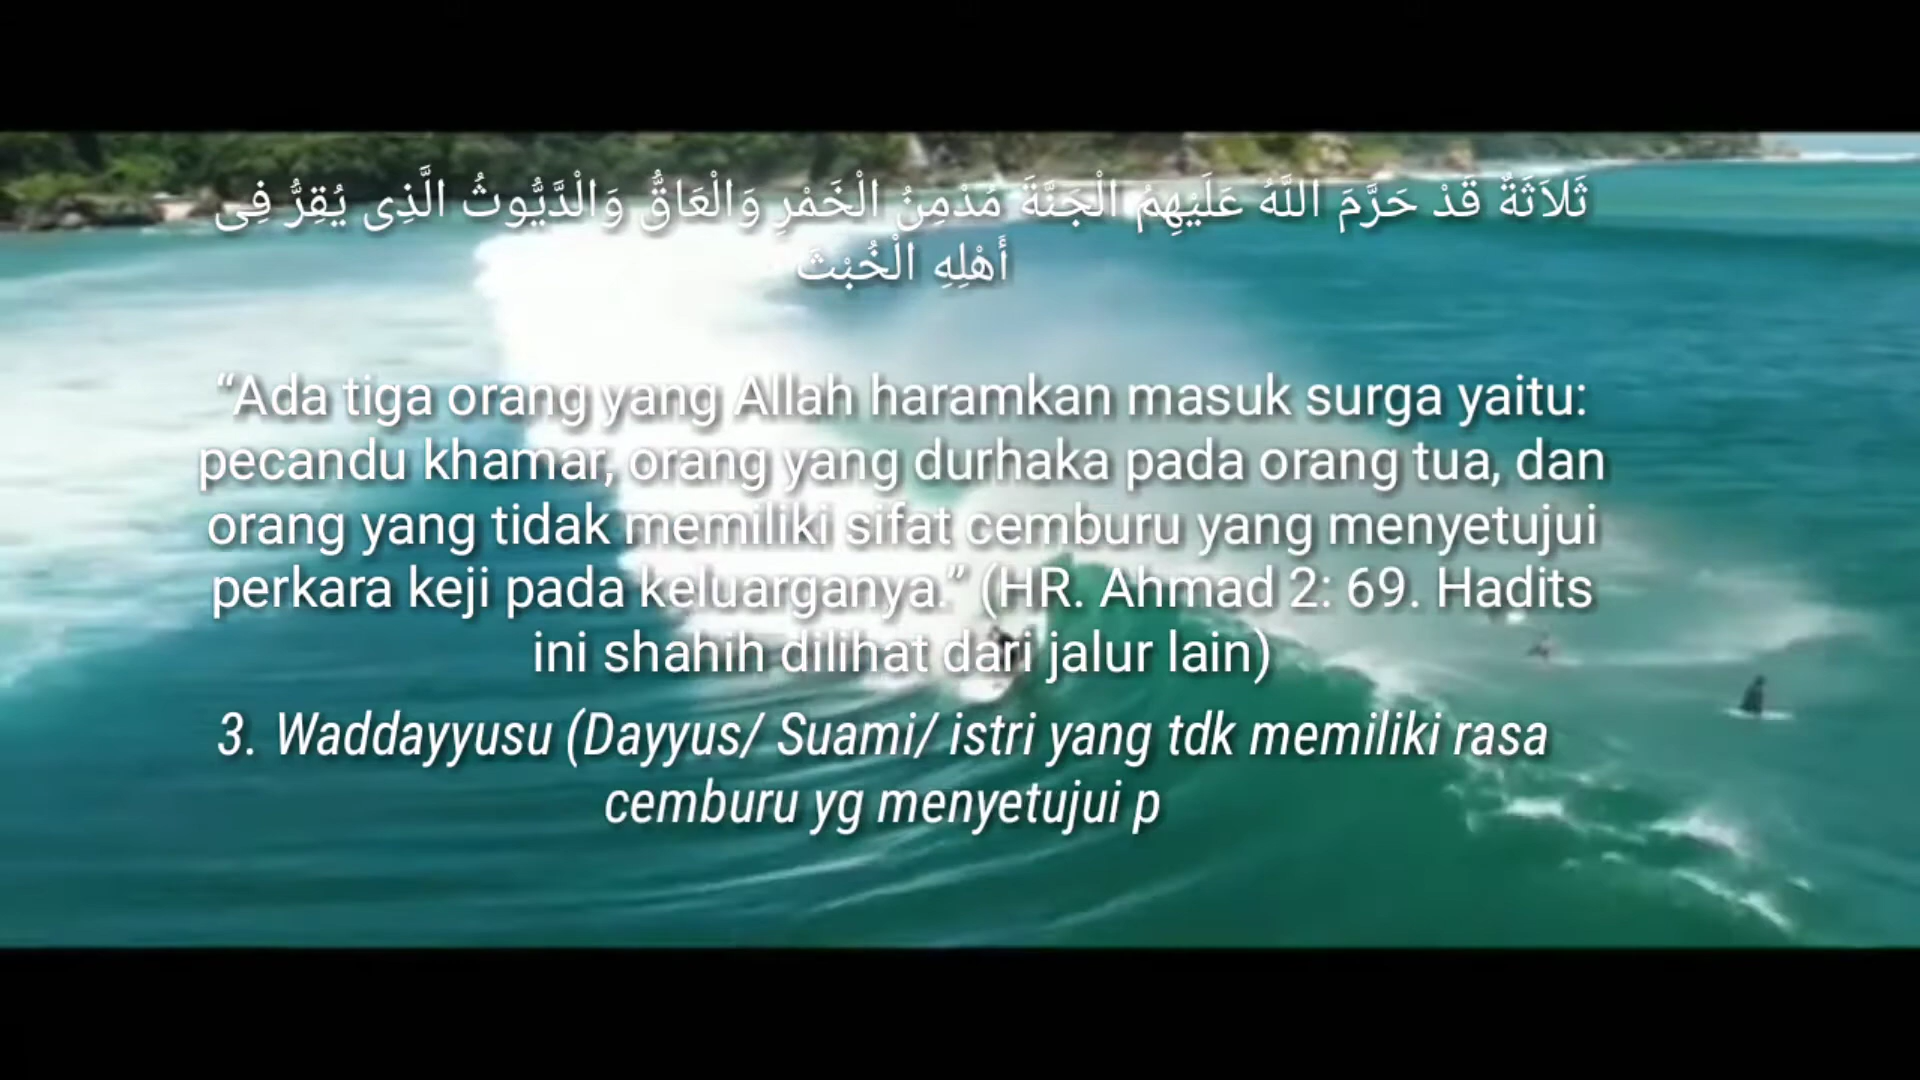 ثَلاَثَةٌ قَدْ حَرَّمَ اللَّهُ عَلَيْهِمُ الْجَنَّةَ مُدْمِنُ الْخَمْرِ وَالْعَاقُّ وَالْدَّيُّوثُ الَّذِى يُقِرُّ فِى
أَهْلِهِ الْخُبْثَ
“Ada tiga orang yang Allah haramkan masuk surga yaitu:
pecandu khamar, orang yang durhaka pada orang tua, dan
orang yang tidak memiliki sifat cemburu yang menyetujui
perkara keji pada keluarganya.” (HR. Ahmad 2: 69. Hadits
ini shahih dilihat dari jalur lain)
3. Waddayyusu (Dayyus/ Suami/ istri yang tdk memiliki rasa
cemburu yg menyetujui p